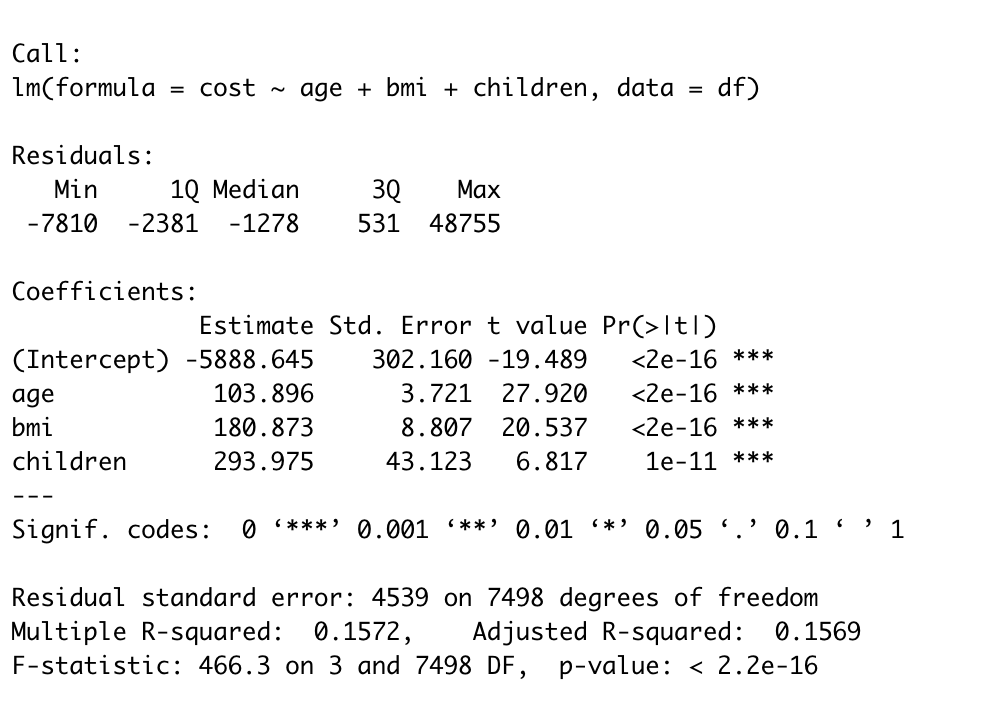 Call:
lm(formula = cost ~ age + bmi + children, data = df)
Residuals:
   Min     1Q Median     3Q    Max
 -7810  -2381  -1278    531  48755
Coefficients:
             Estimate Std. Error t value Pr(>|t|)
(Intercept) -5888.645    302.160 -19.489   <2e-16 ***
age           103.896      3.721  27.920   <2e-16 ***
bmi           180.873      8.807  20.537   <2e-16 ***
children      293.975     43.123   6.817    1e-11 ***
---
Signif. codes:  0 ‘***’ 0.001 ‘**’ 0.01 ‘*’ 0.05 ‘.’ 0.1 ‘ ’ 1
Residual standard error: 4539 on 7498 degrees of freedom
Multiple R-squared:  0.1572,    Adjusted R-squared:  0.1569
F-statistic: 466.3 on 3 and 7498 DF,  p-value: < 2.2e-16